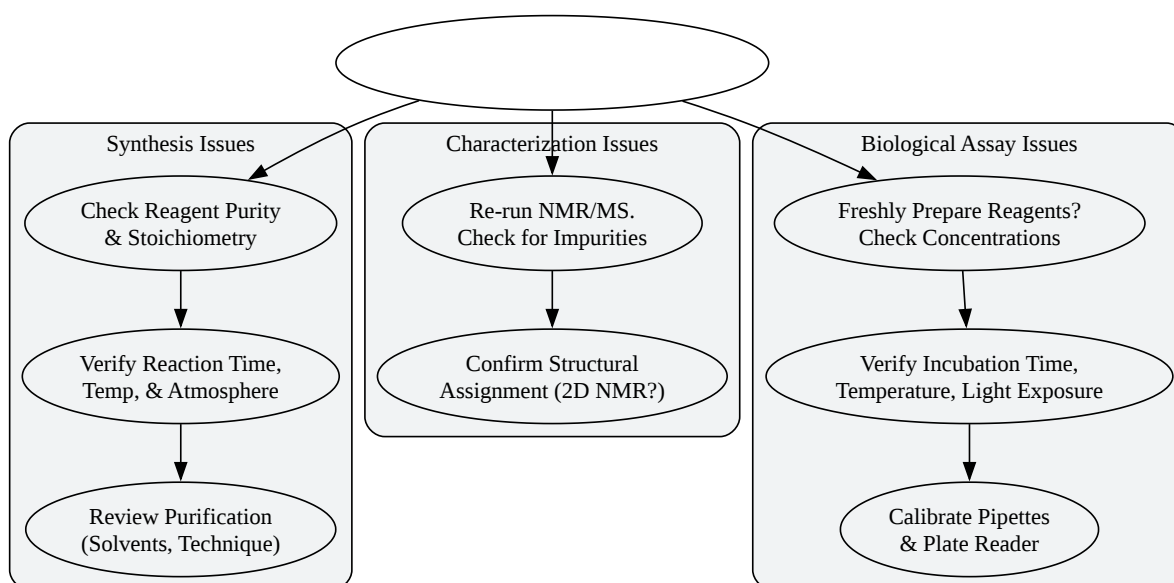 Synthesis Issues
Check Reagent Purity
& Stoichiometry
Verify Reaction Time,
Temp, & Atmosphere
Review Purification
(Solvents, Technique)
Characterization Issues
Re-run NMR/MS.
Check for Impurities
Confirm Structural
Assignment (2D NMR?)
Biological Assay Issues
Freshly Prepare Reagents?
Check Concentrations
Verify Incubation Time,
Temperature, Light Exposure
Calibrate Pipettes
& Plate Reader